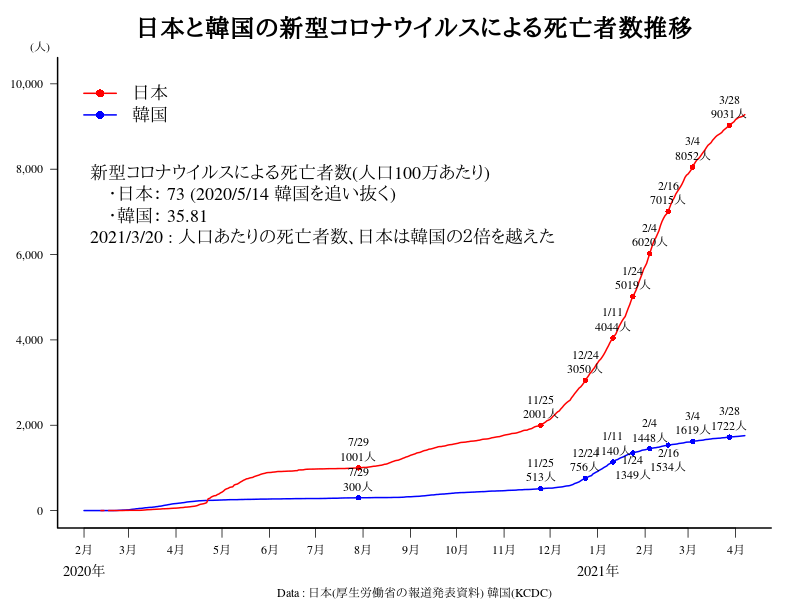 日本と韓国の新型コロナウイルスによる死亡者数推移
(人)
10,000
8,000
6,000
4,000
2,000
0
日本
韓国
新型コロナウイルスによる死亡者数(人口100万あたり)
・日本: 73 (2020/5/14 韓国を追い抜く)
・韓国: 35.81
2021/3/20 : 人口あたりの死亡者数、日本は韓国の2倍を越えた
7/29
1001人
11/25
2001人
12/24
3050人
1/11
4044人
1/24
5019人
2/4
6020人
2/16
7015人
3/4
8052人
3/28
9031人
7/29
300人
11/25
513人
12/24
756人
1/11
1140人
1/24
1349人
2/4
1448人
2/16
1534人
3/4
1619人
3/28
1722人
2月 3月 4月 5月 6月 7月 8月 9月 10月 11月 12月 1月 2月 3月 4月
2020年 2021年
Data : 日本(厚生労働省の報道発表資料) 韓国(KCDC)